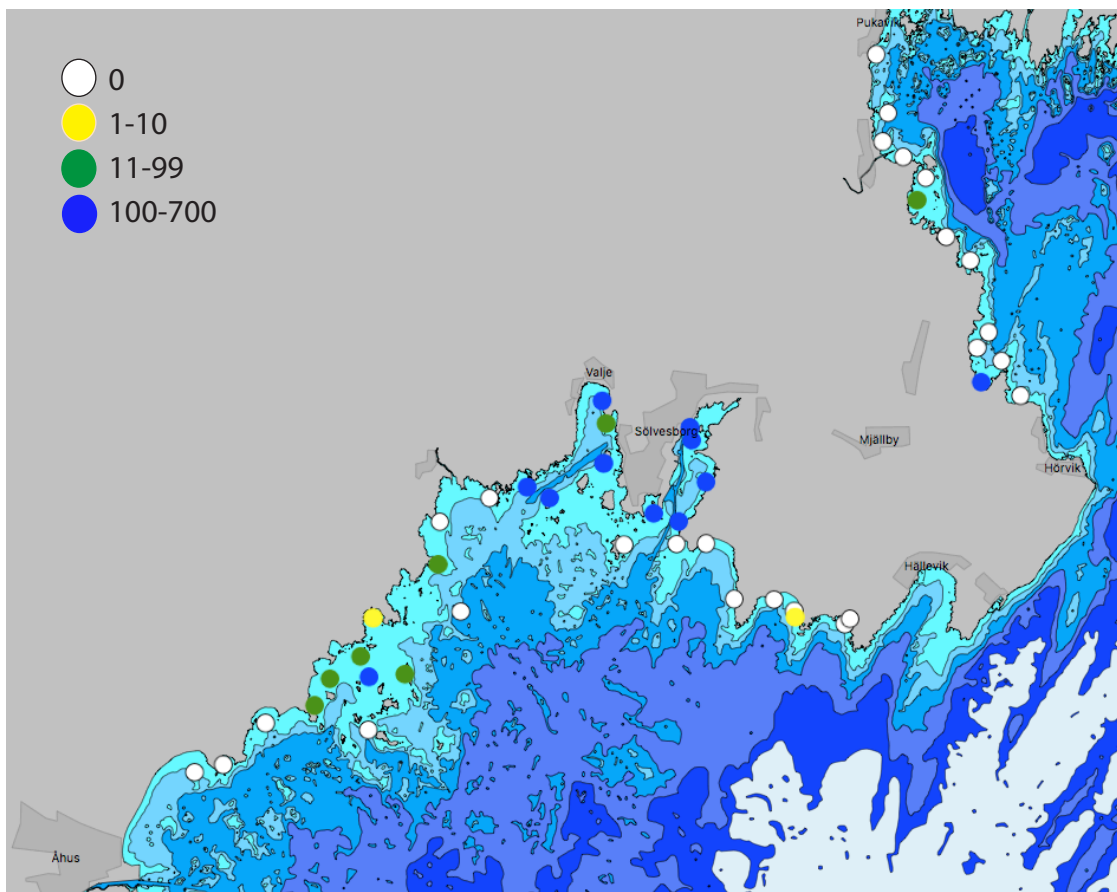 Pukavik
0
1-10
11-99
100-700
Valje
Sölvesborg
Mjällby
Hörvik
Hällevik
Åhus